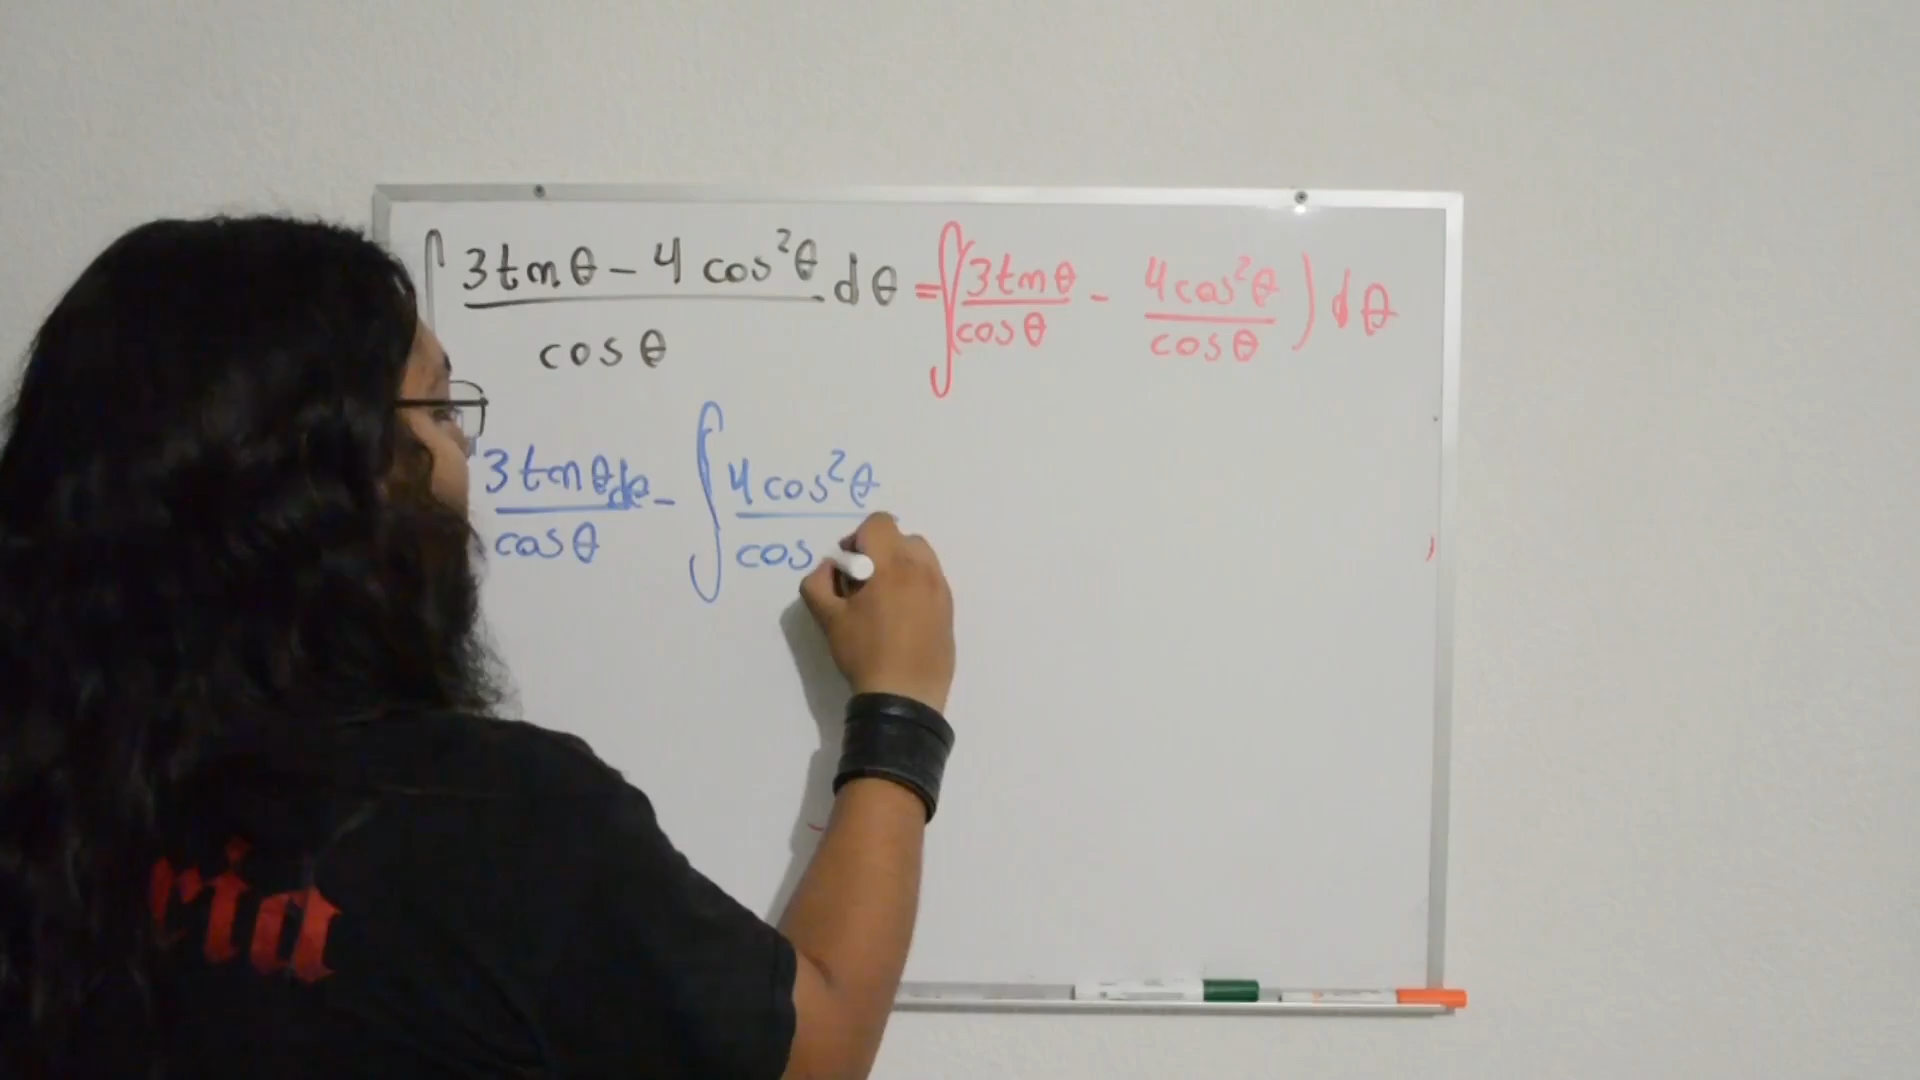 ∫ 3tanθ - 4cos²θ / cosθ dθ = ∫(3tanθ/cosθ - 4cos²θ/cosθ) dθ
3tanθdθ/cosθ - ∫ 4cos²θ/cos
ria